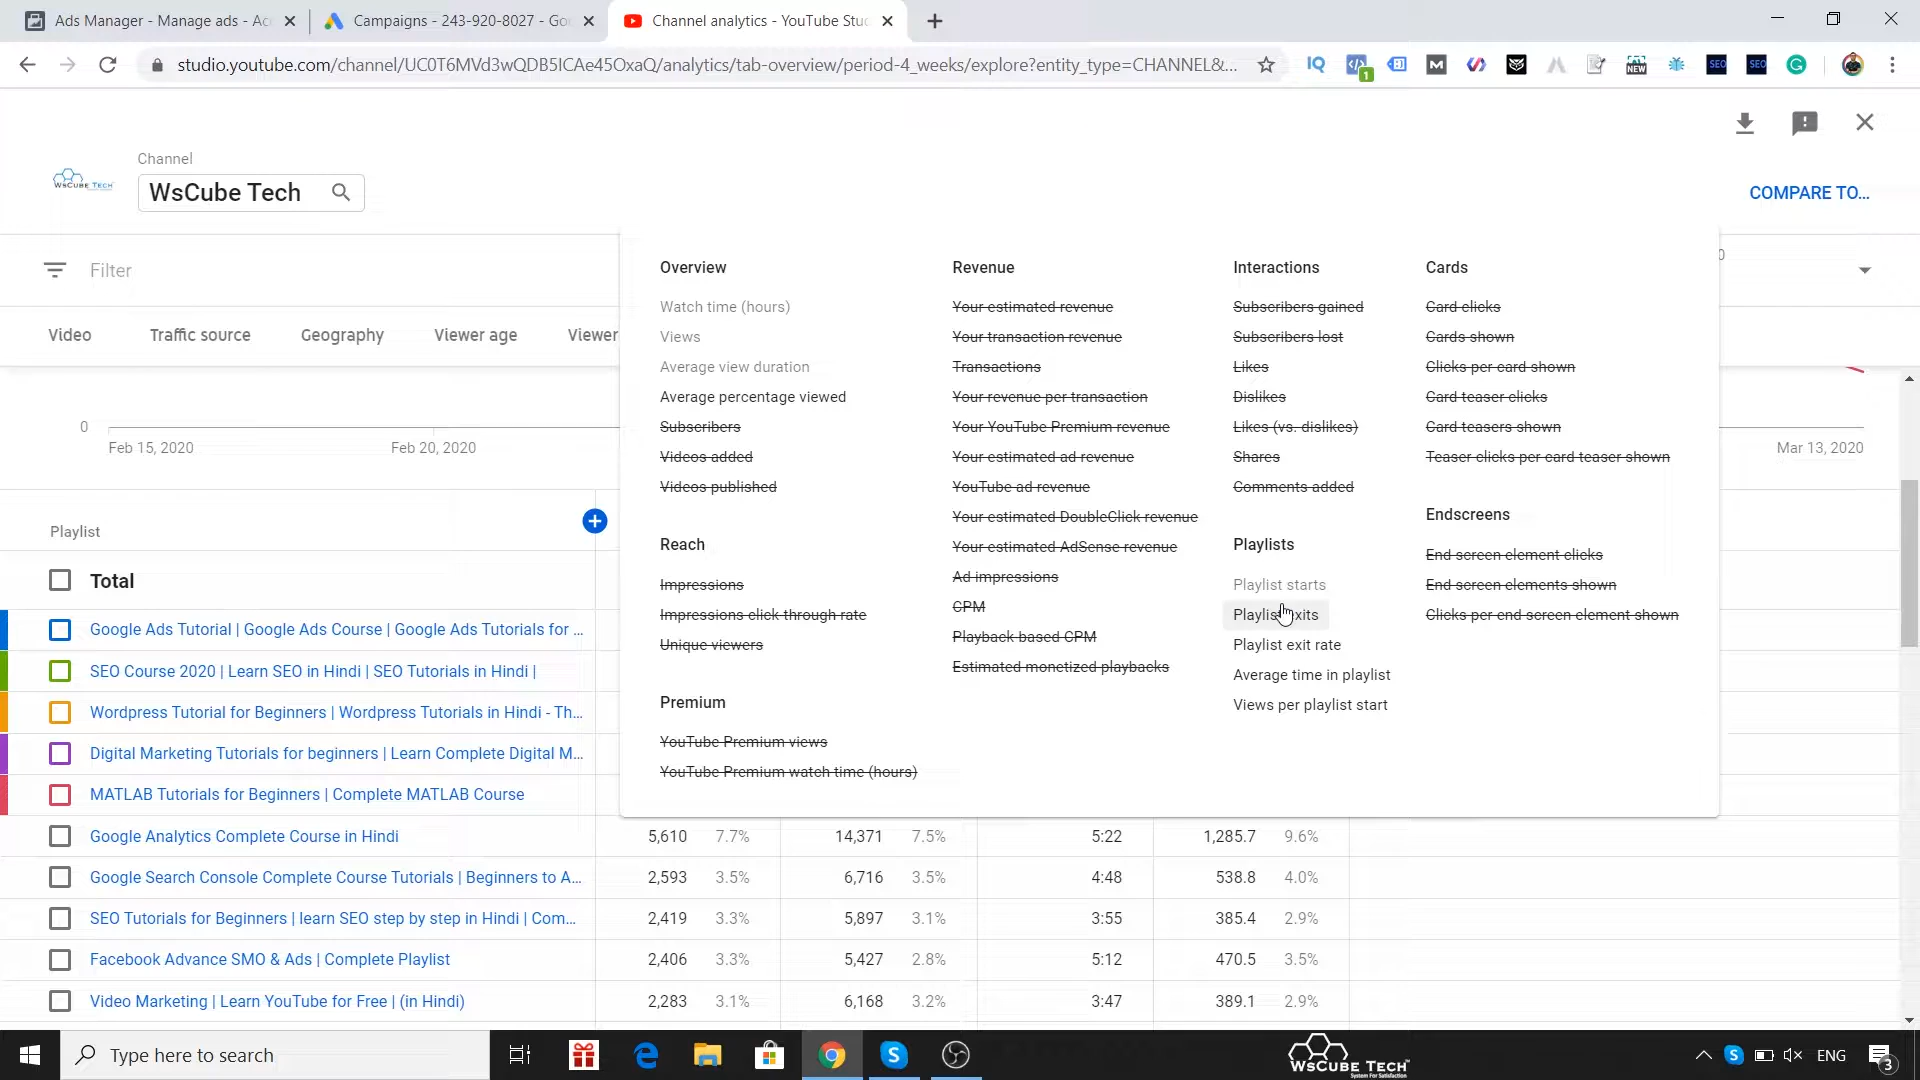 Ads Manager - Manage ads - Ac
Campaigns - 243-920-8027 - Go
Channel analytics - YouTube Stud
studio.youtube.com/channel/UC0T6MVd3wQDB5ICAe45OxaQ/analytics/tab-overview/period-4_weeks/explore?entity_type=CHANNEL&...
Channel
WsCube Tech
WsCube Tech
COMPARE TO...
Filter
Video
Traffic source
Geography
Viewer age
Viewer
0
Feb 15, 2020
Feb 20, 2020
Mar 13, 2020
Overview
Watch time (hours)
Views
Average view duration
Average percentage viewed
Subscribers
Videos added
Videos published
Reach
Impressions
Impressions click-through rate
Unique viewers
Premium
YouTube Premium views
YouTube Premium watch time (hours)
Revenue
Your estimated revenue
Your transaction revenue
Transactions
Your revenue per transaction
Your YouTube Premium revenue
Your estimated ad revenue
YouTube ad revenue
Your estimated DoubleClick revenue
Your estimated AdSense revenue
Ad impressions
CPM
Playback-based CPM
Estimated monetized playbacks
Interactions
Subscribers gained
Subscribers lost
Likes
Dislikes
Likes (vs. dislikes)
Shares
Comments added
Playlists
Playlist starts
Playlist exits
Playlist exit rate
Average time in playlist
Views per playlist start
Cards
Card clicks
Cards shown
Clicks per card shown
Card teaser clicks
Card teasers shown
Teaser clicks per card teaser shown
Endscreens
End screen element clicks
End screen elements shown
Clicks per end screen element shown
Playlist
Total
Google Ads Tutorial | Google Ads Course | Google Ads Tutorials for ...
SEO Course 2020 | Learn SEO in Hindi | SEO Tutorials in Hindi |
Wordpress Tutorial for Beginners | Wordpress Tutorials in Hindi - Th...
Digital Marketing Tutorials for beginners | Learn Complete Digital M...
MATLAB Tutorials for Beginners | Complete MATLAB Course
Google Analytics Complete Course in Hindi 5,610 7.7% 14,371 7.5% 5:22 1,285.7 9.6%
Google Search Console Complete Course Tutorials | Beginners to A... 2,593 3.5% 6,716 3.5% 4:48 538.8 4.0%
SEO Tutorials for Beginners | learn SEO step by step in Hindi | Com... 2,419 3.3% 5,897 3.1% 3:55 385.4 2.9%
Facebook Advance SMO & Ads | Complete Playlist 2,406 3.3% 5,427 2.8% 5:12 470.5 3.5%
Video Marketing | Learn YouTube for Free | (in Hindi) 2,283 3.1% 6,168 3.2% 3:47 389.1 2.9%
Type here to search
WsCube Tech
System For Satisfaction
ENG
3